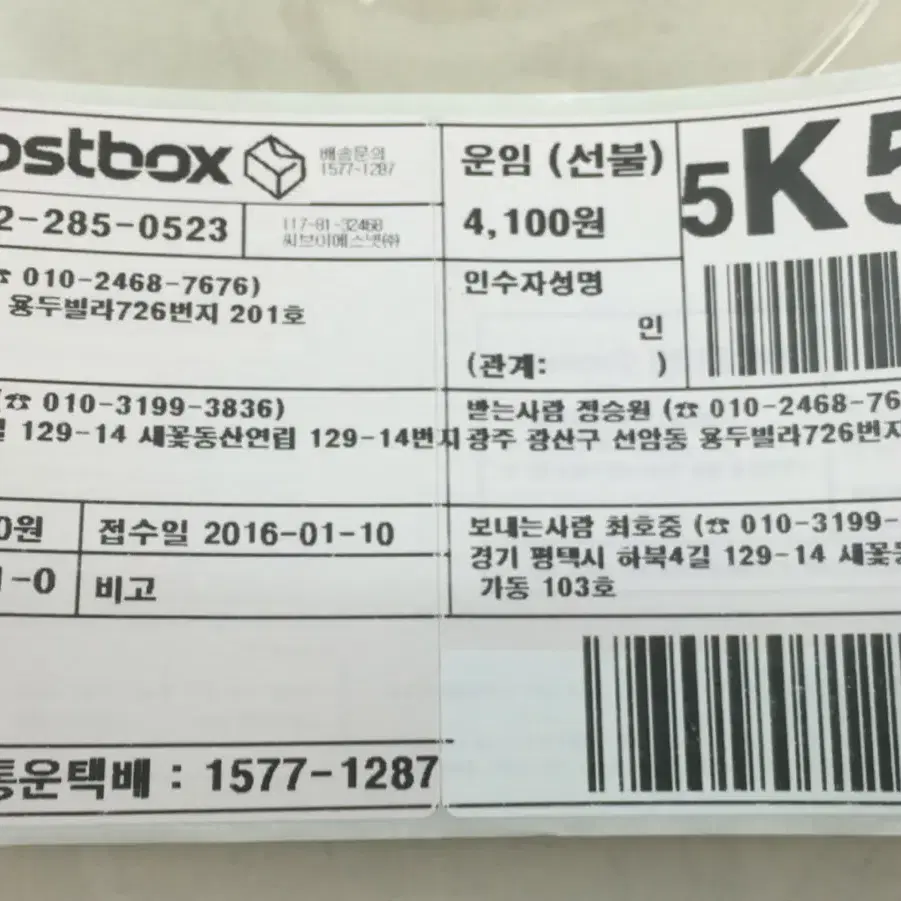 ostbox
배송문의
1577-1287
운임 (선불)
4,100원
5K5
2-285-0523
117-81-32468
씨브이에스넷㈜
☎ 010-2468-7676)
용두빌라726번지 201호
인수자성명
인
(관계: )
(☎ 010-3199-3836)
길 129-14 새꽃동산연립 129-14번지
받는사람 정승원 (☎ 010-2468-76
광주 광산구 선암동 용두빌라726번지
0원
접수일 2016-01-10
1-0
비고
보내는사람 최호중 (☎ 010-3199-
경기 평택시 하북4길 129-14 새꽃동
가동 103호
통운택배 : 1577-1287